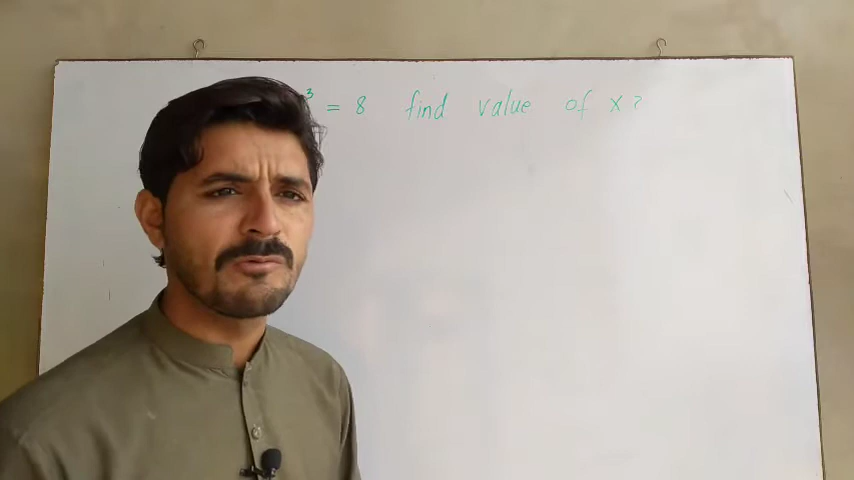 ³ = 8 find value of x?